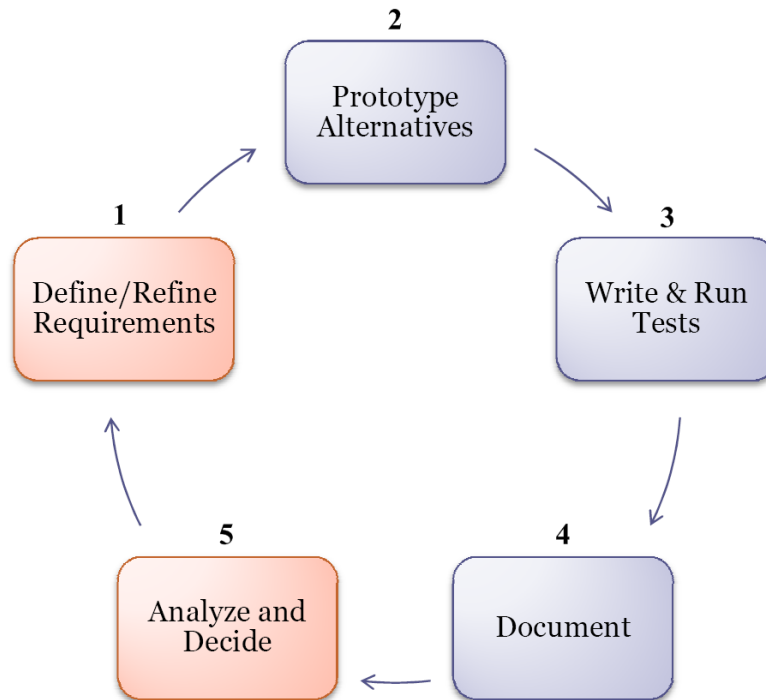 1
Define/Refine
Requirements
2
Prototype
Alternatives
3
Write & Run
Tests
4
Document
5
Analyze and
Decide